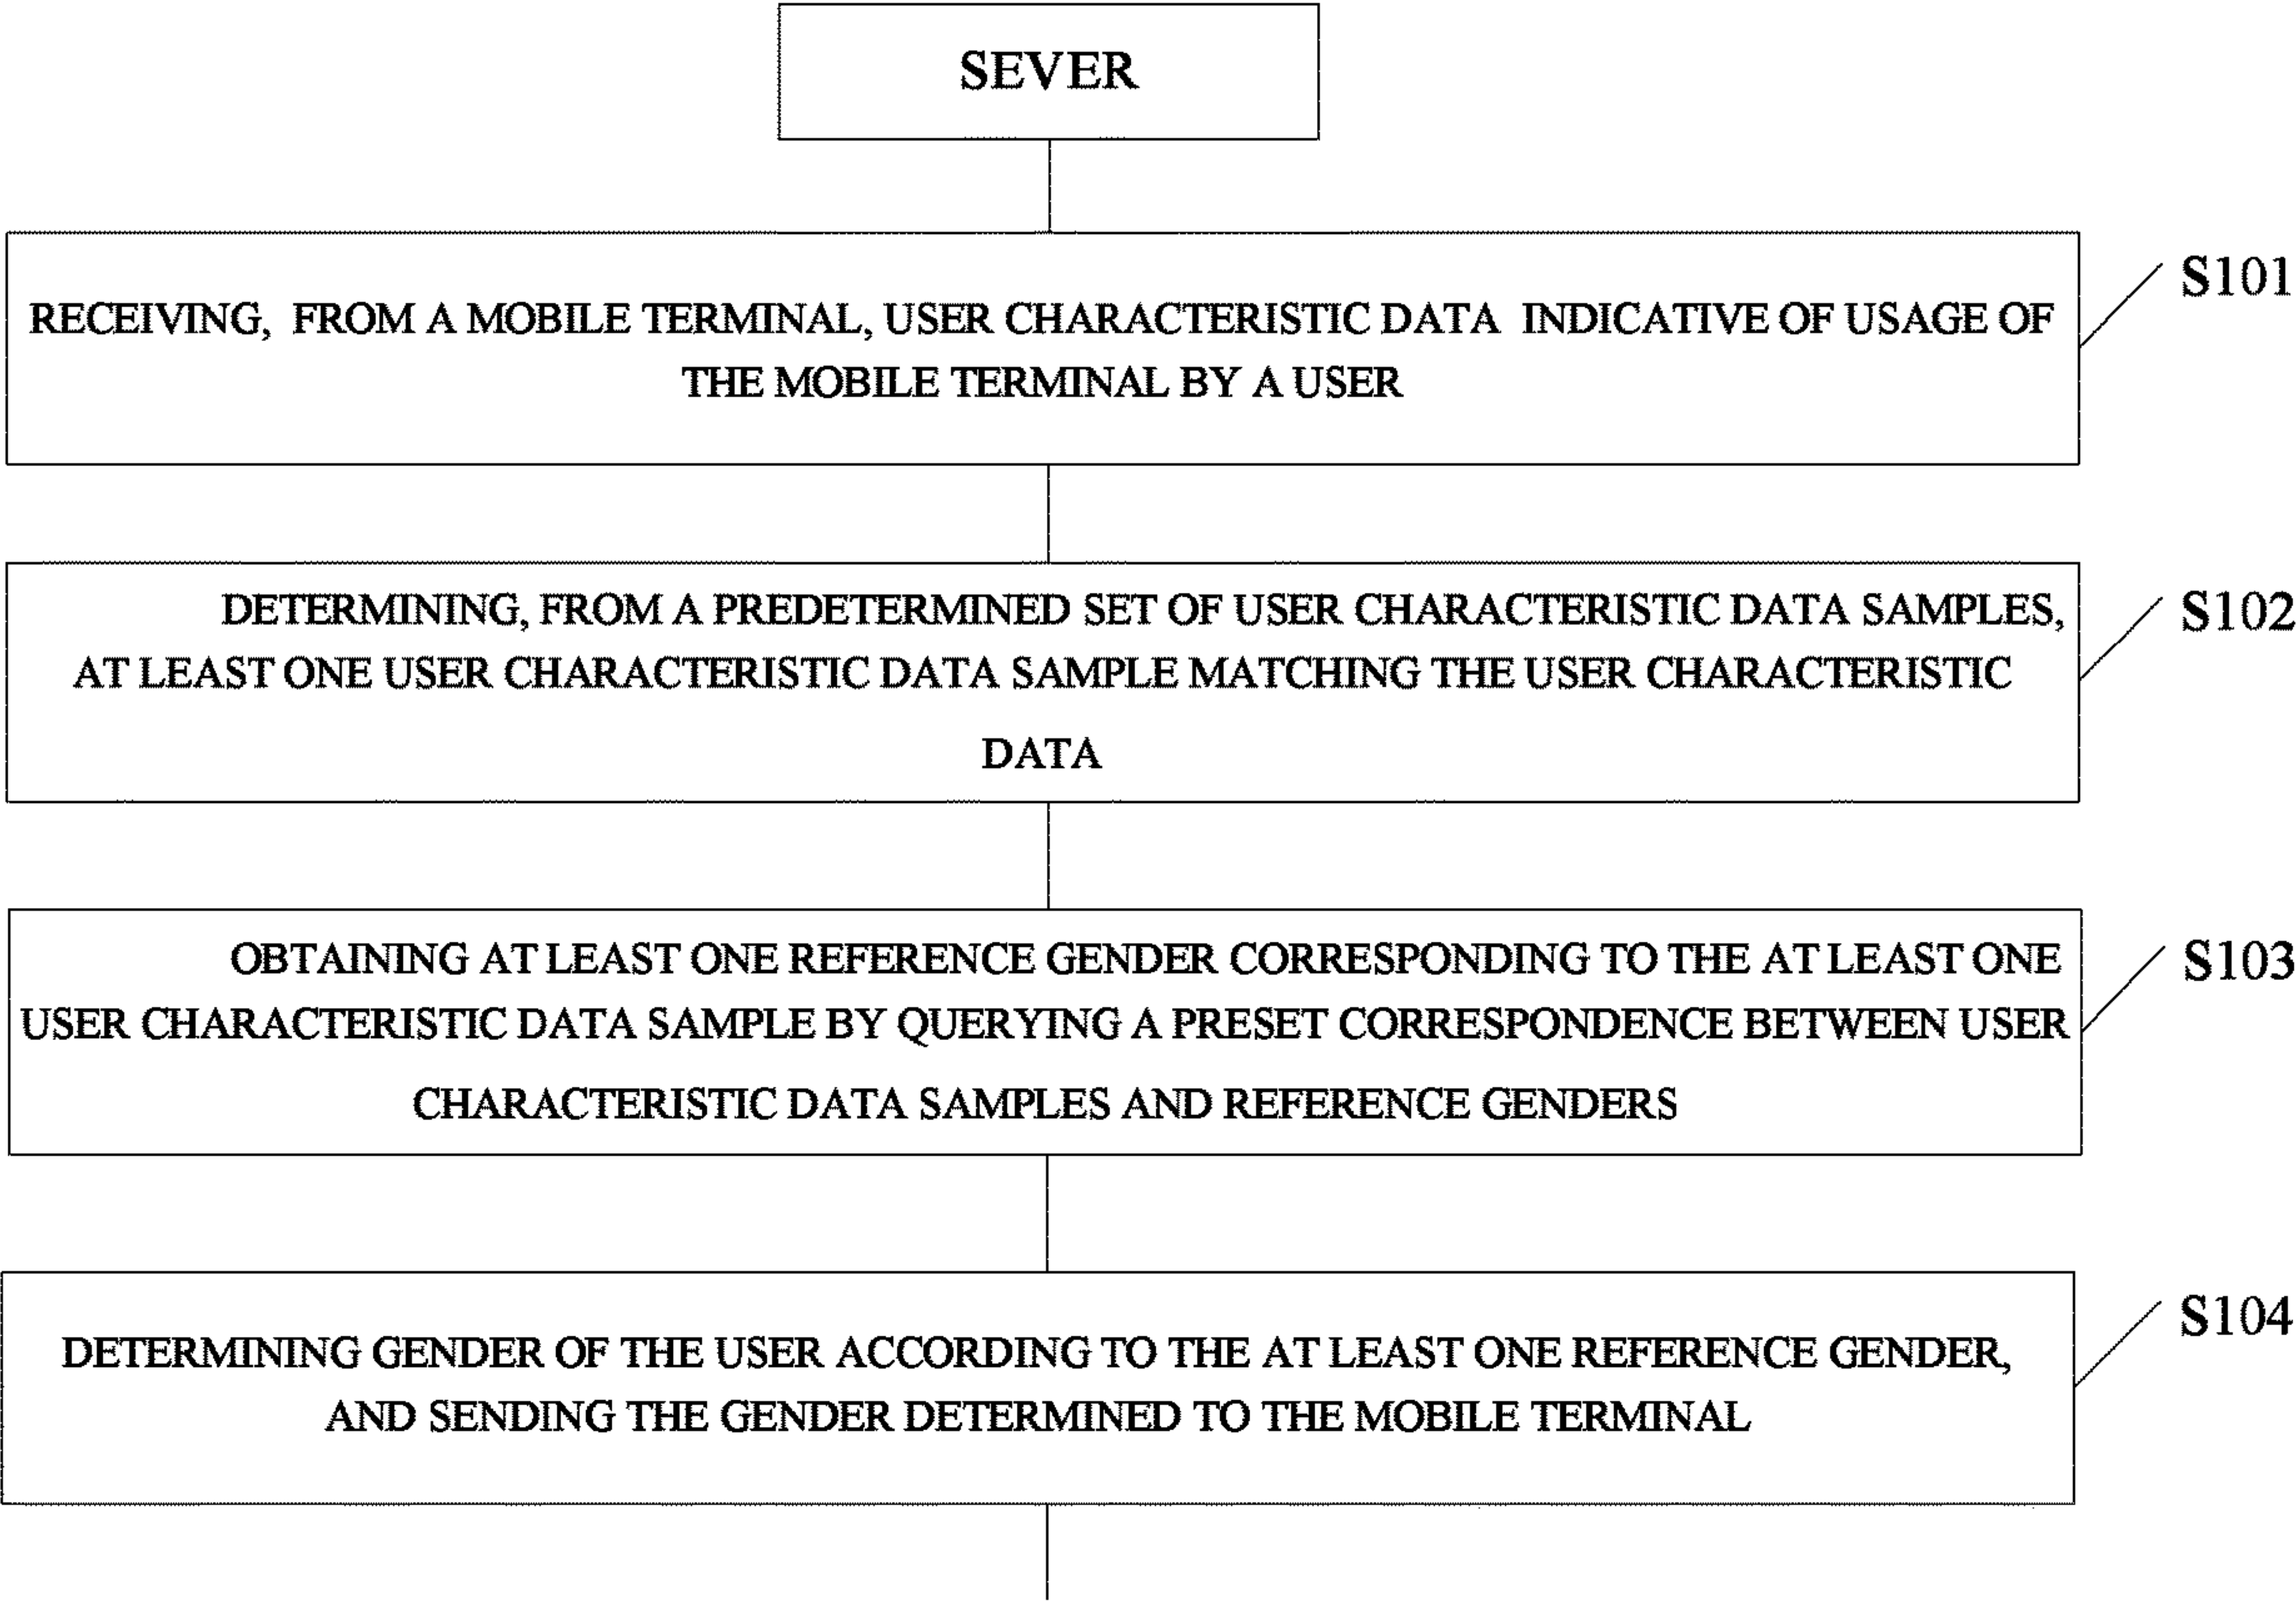 SEVER
S101
RECEIVING, FROM A MOBILE TERMINAL, USER CHARACTERISTIC DATA INDICATIVE OF USAGE OF
THE MOBILE TERMINAL BY A USER
S102
DETERMINING, FROM A PREDETERMINED SET OF USER CHARACTERISTIC DATA SAMPLES,
AT LEAST ONE USER CHARACTERISTIC DATA SAMPLE MATCHING THE USER CHARACTERISTIC
DATA
S103
OBTAINING AT LEAST ONE REFERENCE GENDER CORRESPONDING TO THE AT LEAST ONE
USER CHARACTERISTIC DATA SAMPLE BY QUERYING A PRESET CORRESPONDENCE BETWEEN USER
CHARACTERISTIC DATA SAMPLES AND REFERENCE GENDERS
S104
DETERMINING GENDER OF THE USER ACCORDING TO THE AT LEAST ONE REFERENCE GENDER,
AND SENDING THE GENDER DETERMINED TO THE MOBILE TERMINAL